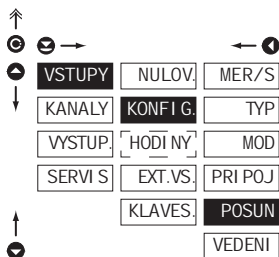 VSTUPY NULOV. MER/S
KANALY KONFIG. TYP
VYSTUP. HODINY MOD
SERVIS EXT.VS. PRIPOJ
KLAVES. POSUN
VEDENI